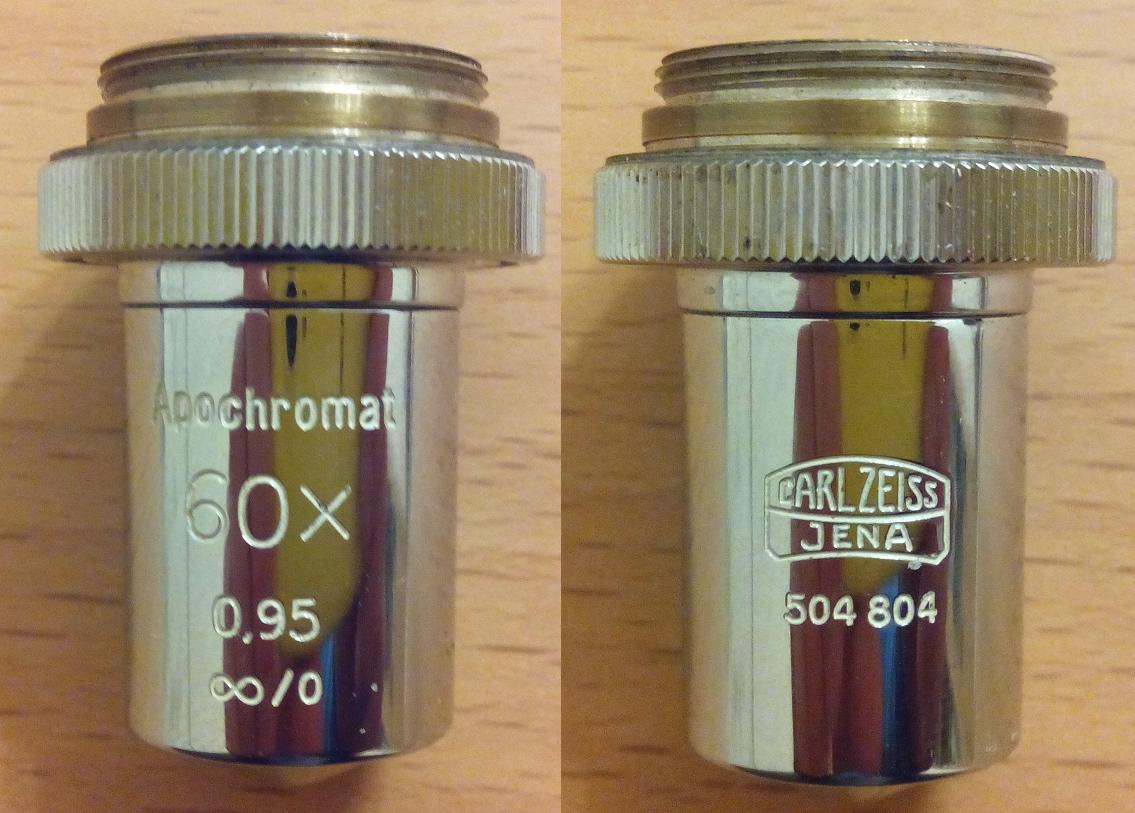 Apochromat
60×
0,95
∞/0
CARL ZEISS
JENA
504 804